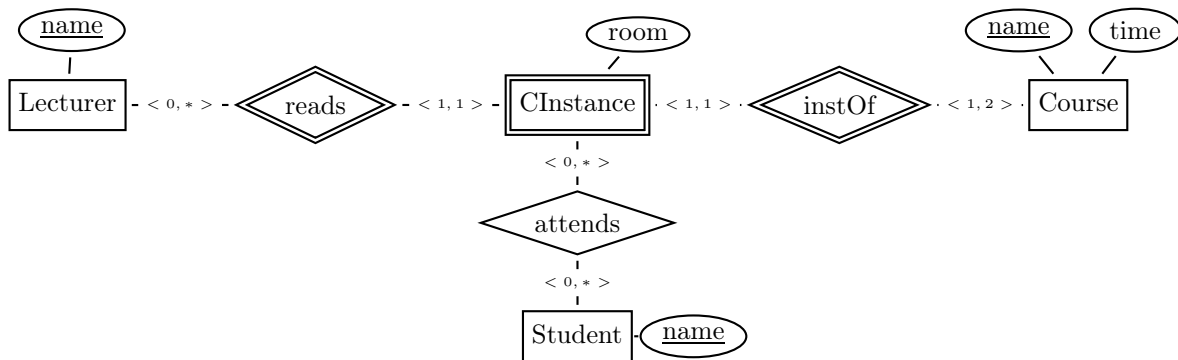 name
room
name
time
Lecturer
< 0, * >
reads
< 1, 1 >
CInstance
< 1, 1 >
instOf
< 1, 2 >
Course
< 0, * >
attends
< 0, * >
Student
name